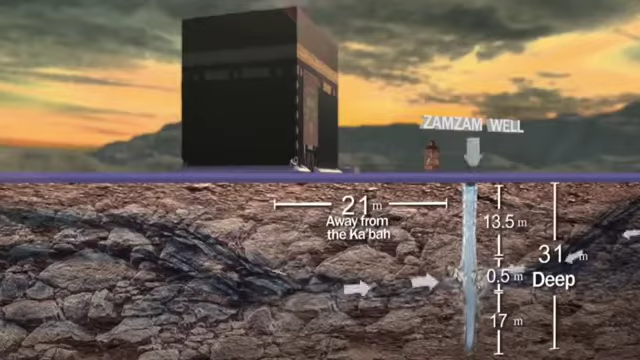 ZAMZAM WELL
21 m
Away from
the Ka'bah
13.5 m
0.5 m
17 m
31 m
Deep